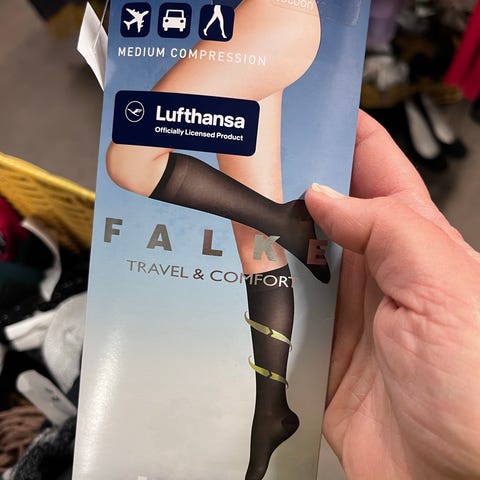 MEDIUM COMPRESSION
Lufthansa
Officially Licensed Product
FALKE
TRAVEL & COMFORT